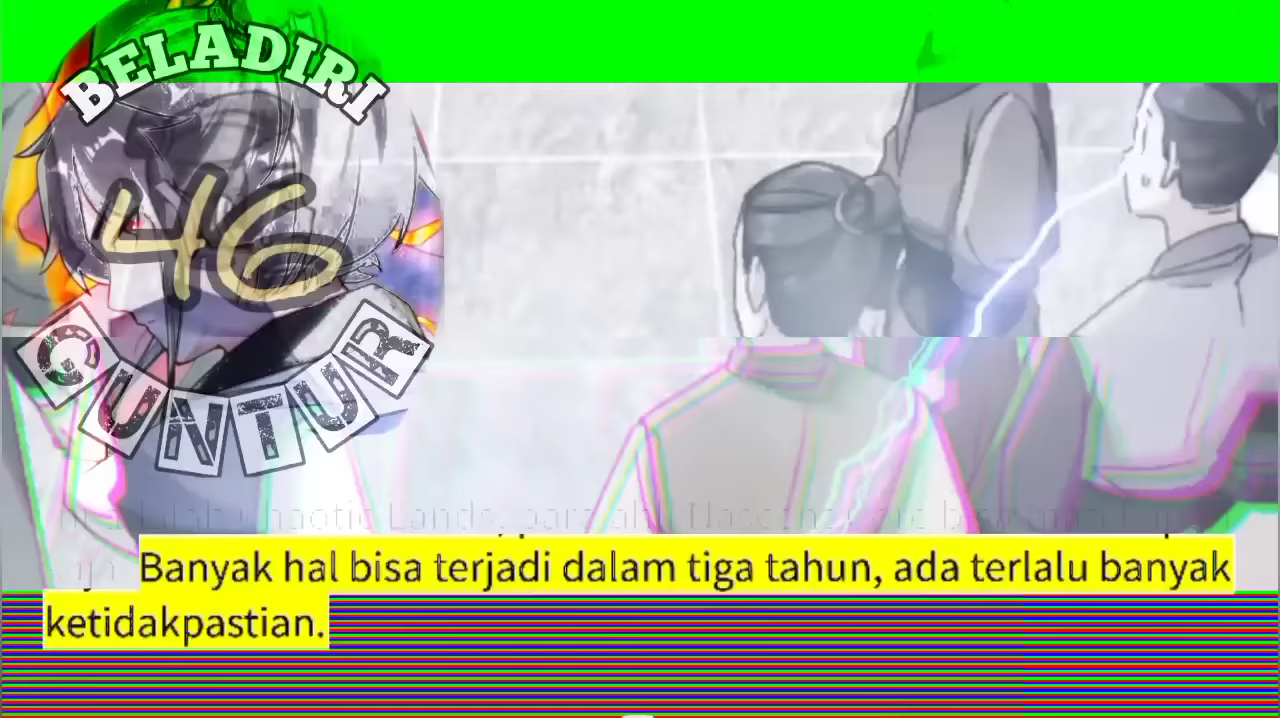 BELADIRI
46
GUNTUR
Banyak hal bisa terjadi dalam tiga tahun, ada terlalu banyak
ketidakpastian.